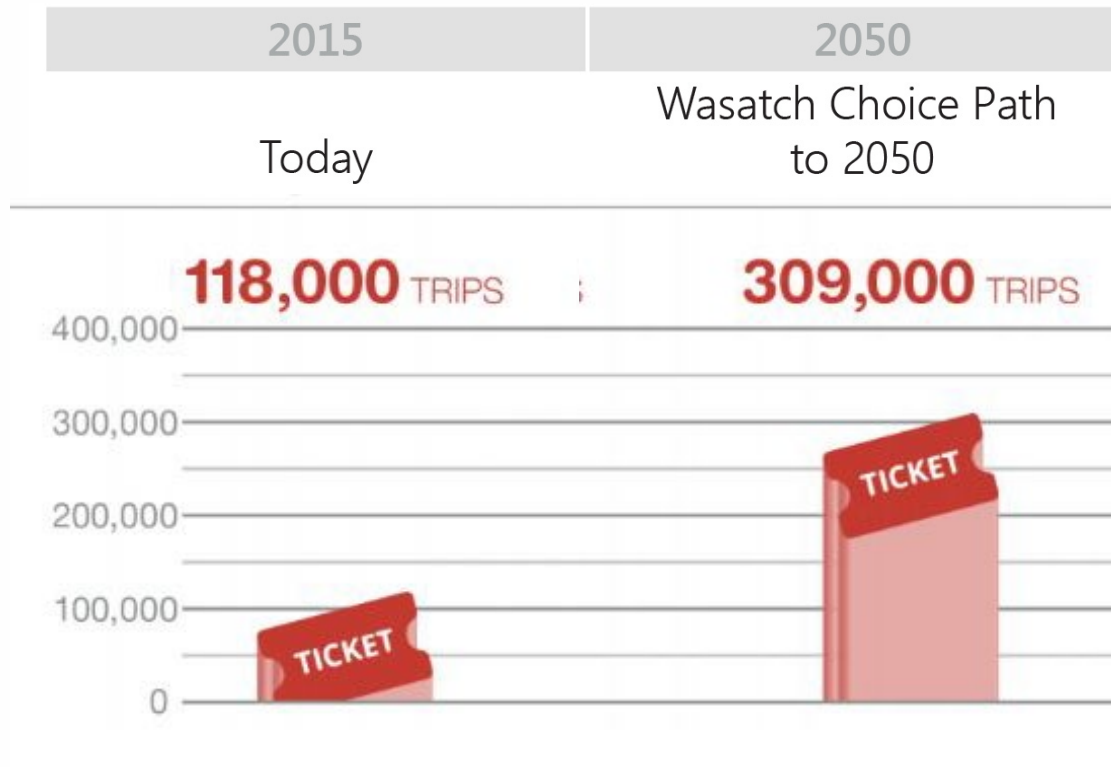 2015
2050
Today
Wasatch Choice Path
to 2050
118,000 TRIPS
309,000 TRIPS
400,000
300,000
200,000
100,000
0
TICKET
TICKET